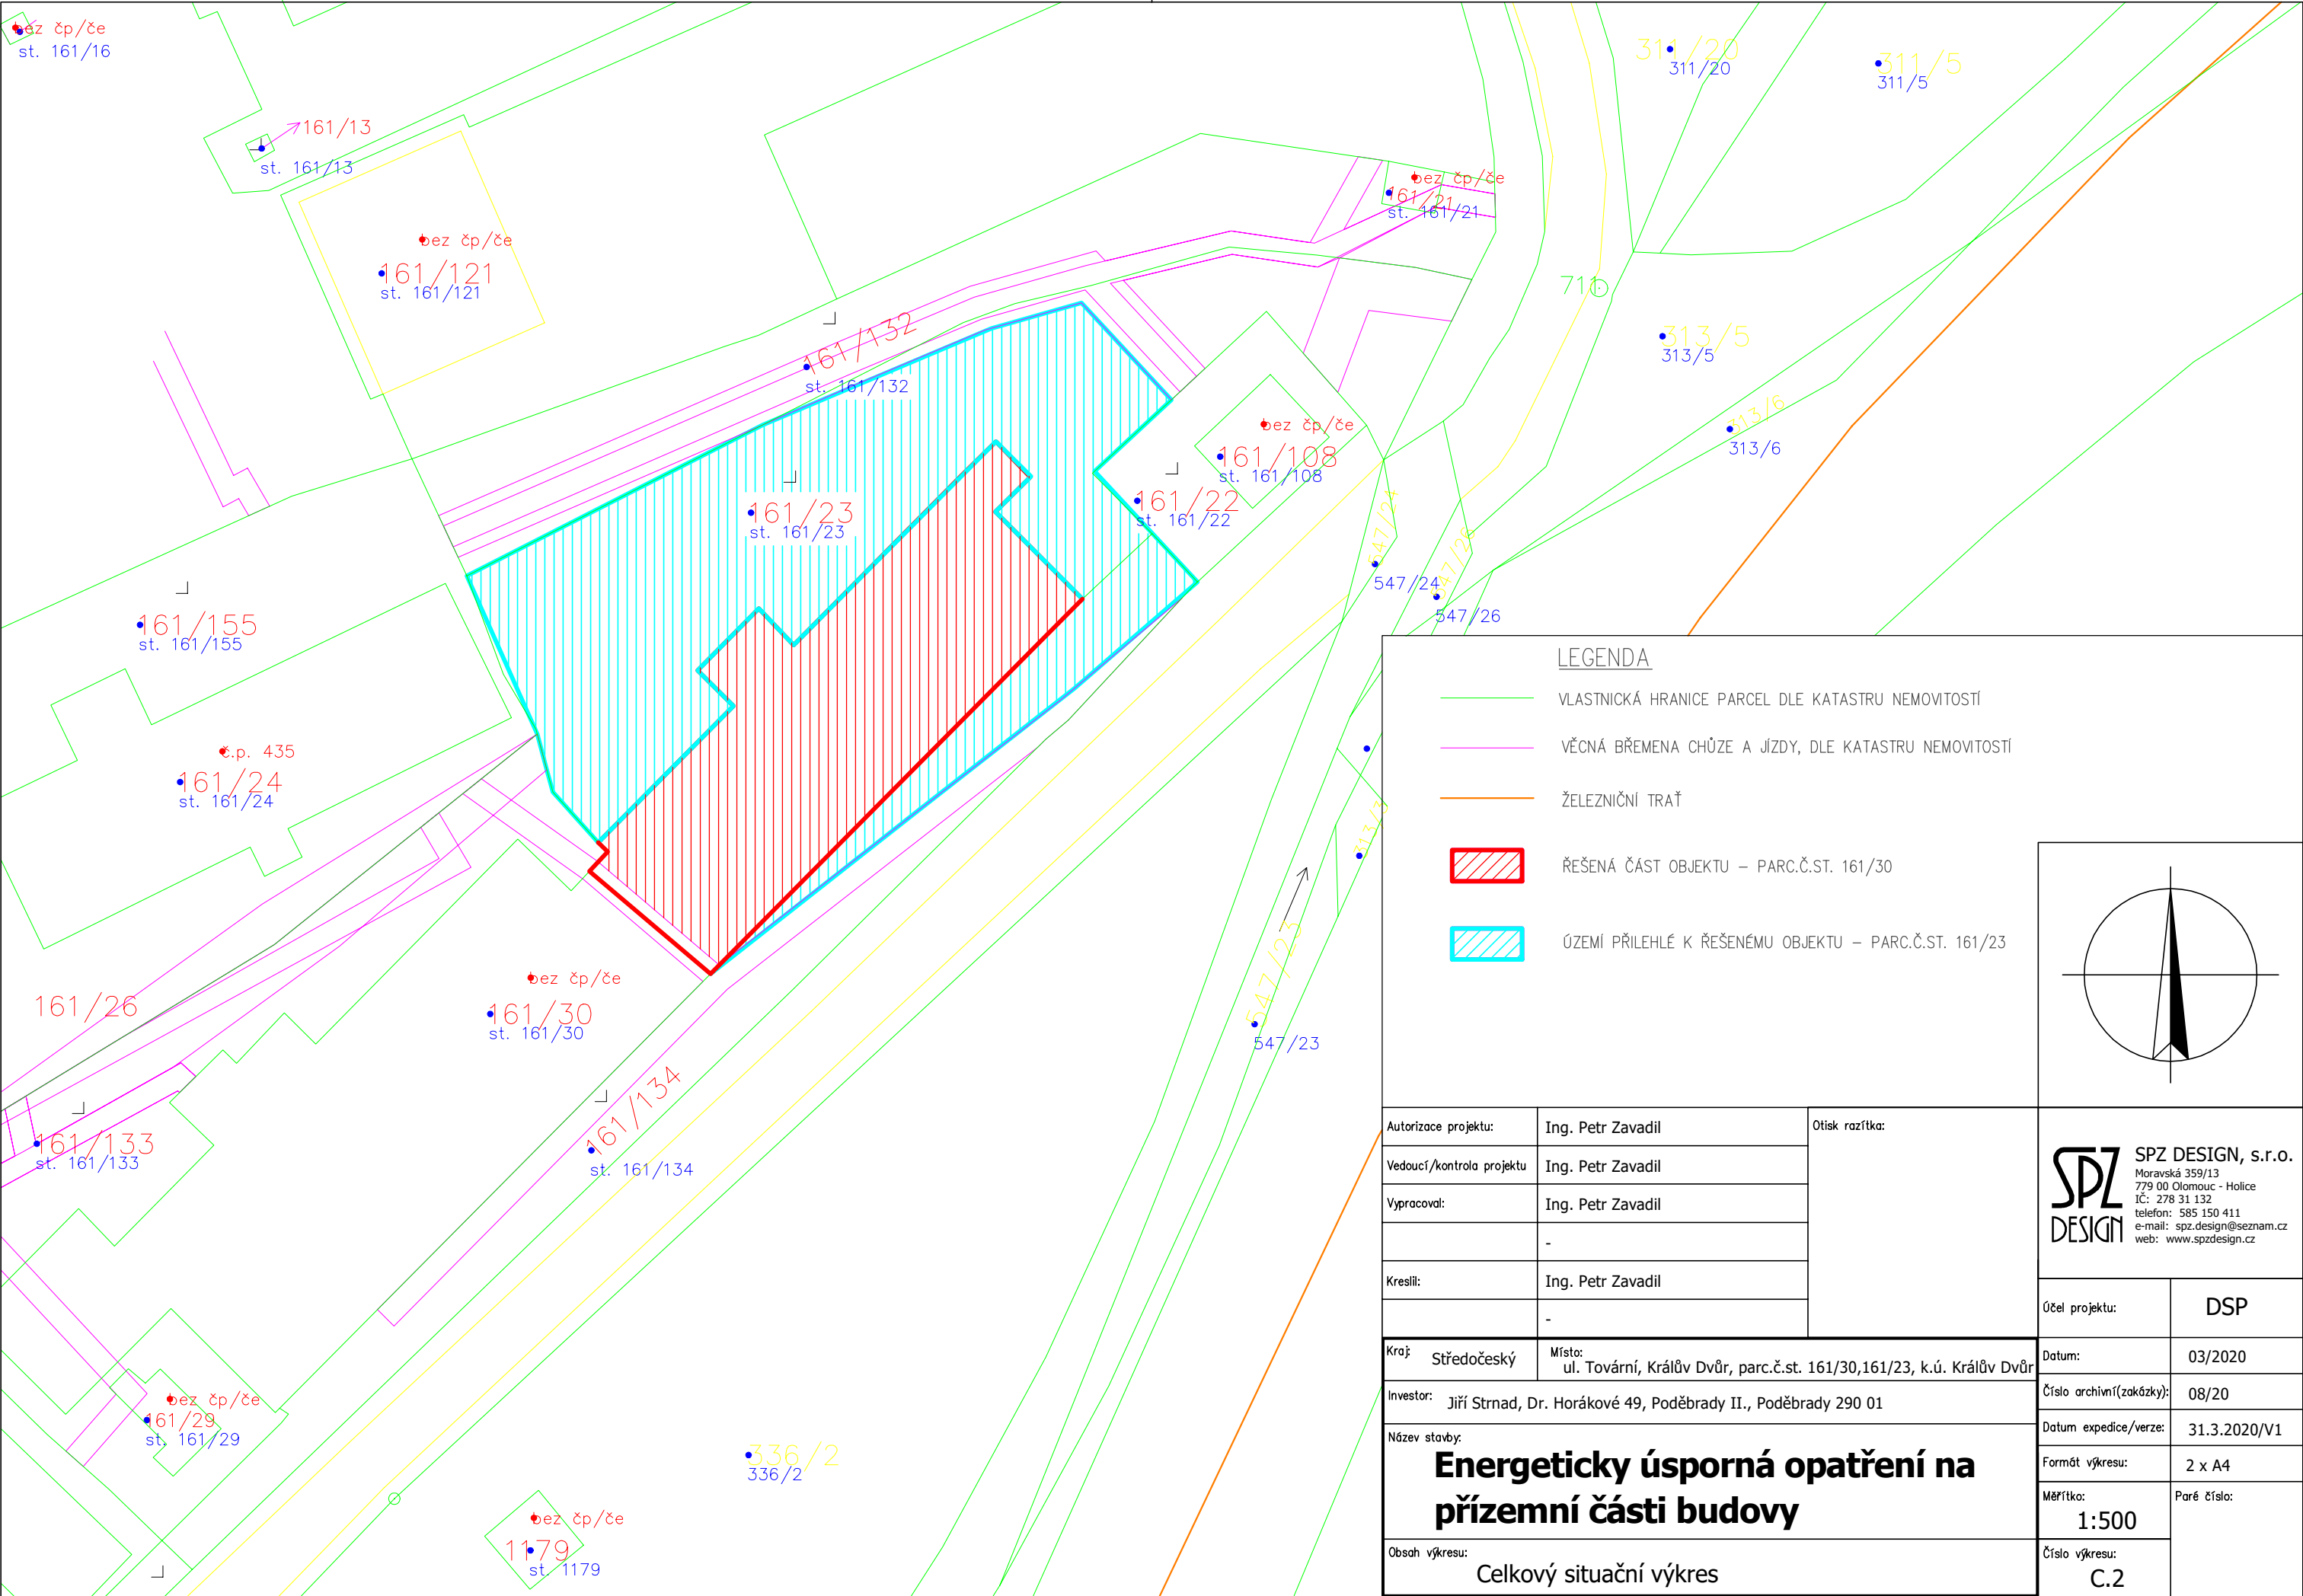 bez čp/če
st. 161/16
161/13
st. 161/13
bez čp/če
161/121
st. 161/121
161/132
st. 161/132
bez čp/če
161/21
st. 161/21
311/20
311/20
311/5
311/5
711
313/5
313/5
313/6
313/6
bez čp/če
161/108
st. 161/108
161/22
st. 161/22
161/23
st. 161/23
547/24
547/24
547/26
547/26
161/155
st. 161/155
č.p. 435
161/24
st. 161/24
313/3
547/23
547/23
161/26
bez čp/če
161/30
st. 161/30
161/134
st. 161/134
161/133
st. 161/133
bez čp/če
161/29
st. 161/29
336/2
336/2
bez čp/če
1179
st. 1179
LEGENDA
VLASTNICKÁ HRANICE PARCEL DLE KATASTRU NEMOVITOSTÍ
VĚCNÁ BŘEMENA CHŮZE A JÍZDY, DLE KATASTRU NEMOVITOSTÍ
ŽELEZNIČNÍ TRAŤ
ŘEŠENÁ ČÁST OBJEKTU – PARC.Č.ST. 161/30
ÚZEMÍ PŘILEHLÉ K ŘEŠENÉMU OBJEKTU – PARC.Č.ST. 161/23
Autorizace projektu: Ing. Petr Zavadil
Otisk razítka:
Vedoucí/kontrola projektu Ing. Petr Zavadil
Vypracoval: Ing. Petr Zavadil
-
Kreslil: Ing. Petr Zavadil
-
SPZ
DESIGN
SPZ DESIGN, s.r.o.
Moravská 359/13
779 00 Olomouc - Holice
IČ: 278 31 132
telefon: 585 150 411
e-mail: spz.design@seznam.cz
web: www.spzdesign.cz
Účel projektu: DSP
Kraj: Středočeský
Místo: ul. Tovární, Králův Dvůr, parc.č.st. 161/30,161/23, k.ú. Králův Dvůr
Datum: 03/2020
Investor: Jiří Strnad, Dr. Horákové 49, Poděbrady II., Poděbrady 290 01
Číslo archivní(zakázky): 08/20
Datum expedice/verze: 31.3.2020/V1
Název stavby:
Energeticky úsporná opatření na
přízemní části budovy
Formát výkresu: 2 x A4
Měřítko: 1:500
Paré číslo:
Obsah výkresu: Celkový situační výkres
Číslo výkresu: C.2